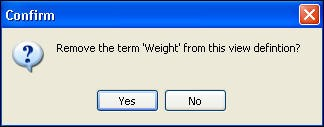 Confirm
Remove the term 'Weight' from this view defintion?
Yes No